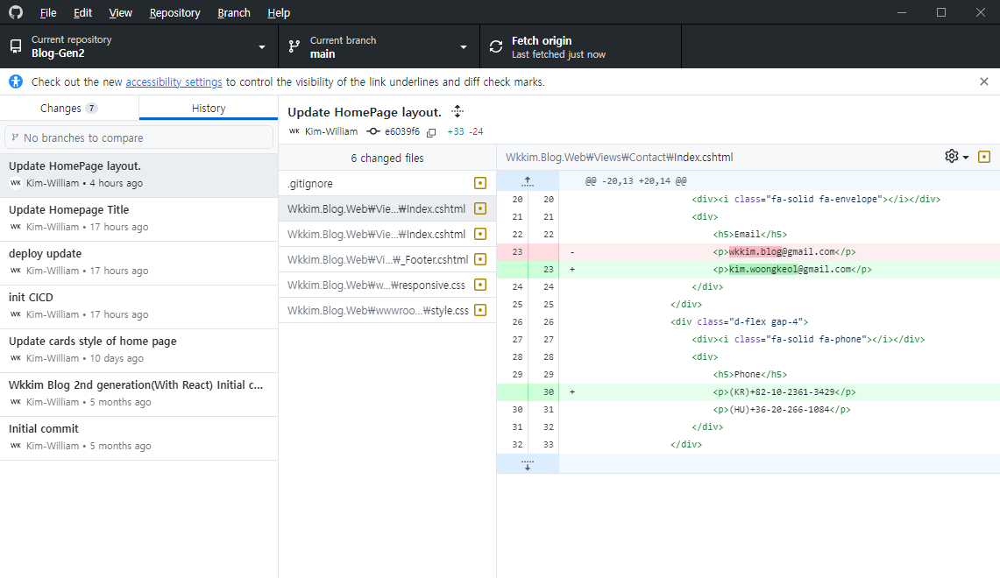 File Edit View Repository Branch Help
Current repository
Blog-Gen2
Current branch
main
Fetch origin
Last fetched just now
Check out the new accessibility settings to control the visibility of the link underlines and diff check marks.
Changes 7
History
No branches to compare
Update HomePage layout.
WK Kim-William • 4 hours ago
Update Homepage Title
WK Kim-William • 17 hours ago
deploy update
WK Kim-William • 17 hours ago
init CICD
WK Kim-William • 17 hours ago
Update cards style of home page
WK Kim-William • 10 days ago
Wkkim Blog 2nd generation(With React) Initial c...
WK Kim-William • 5 months ago
Initial commit
WK Kim-William • 5 months ago
Update HomePage layout.
WK Kim-William e6039f6 +33 -24
6 changed files
.gitignore
Wkkim.Blog.Web₩Vie...₩Index.cshtml
Wkkim.Blog.Web₩Vie...₩Index.cshtml
Wkkim.Blog.Web₩Vi...₩_Footer.cshtml
Wkkim.Blog.Web₩w...₩responsive.css
Wkkim.Blog.Web₩wwwroo...₩style.css
Wkkim.Blog.Web₩Views₩Contact₩Index.cshtml
@@ -20,13 +20,14 @@
20 20 <div><i class="fa-solid fa-envelope"></i></div>
21 21 <div>
22 22 <h5>Email</h5>
23 - <p>wkkim.blog@gmail.com</p>
23 + <p>kim.woongkeol@gmail.com</p>
24 24 </div>
25 25 </div>
26 26 <div class="d-flex gap-4">
27 27 <div><i class="fa-solid fa-phone"></i></div>
28 28 <div>
29 29 <h5>Phone</h5>
30 + <p>(KR)+82-10-2361-3429</p>
30 31 <p>(HU)+36-20-266-1084</p>
31 32 </div>
32 33 </div>